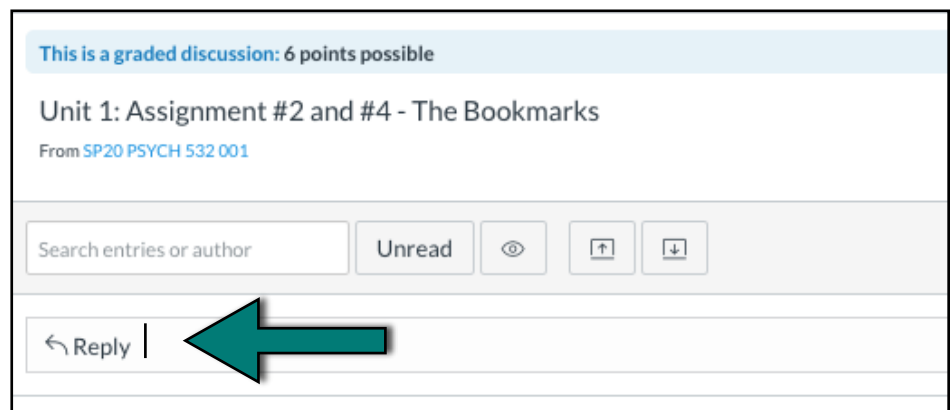 This is a graded discussion: 6 points possible
Unit 1: Assignment #2 and #4 - The Bookmarks
From SP20 PSYCH 532 001
Search entries or author
Unread
Reply